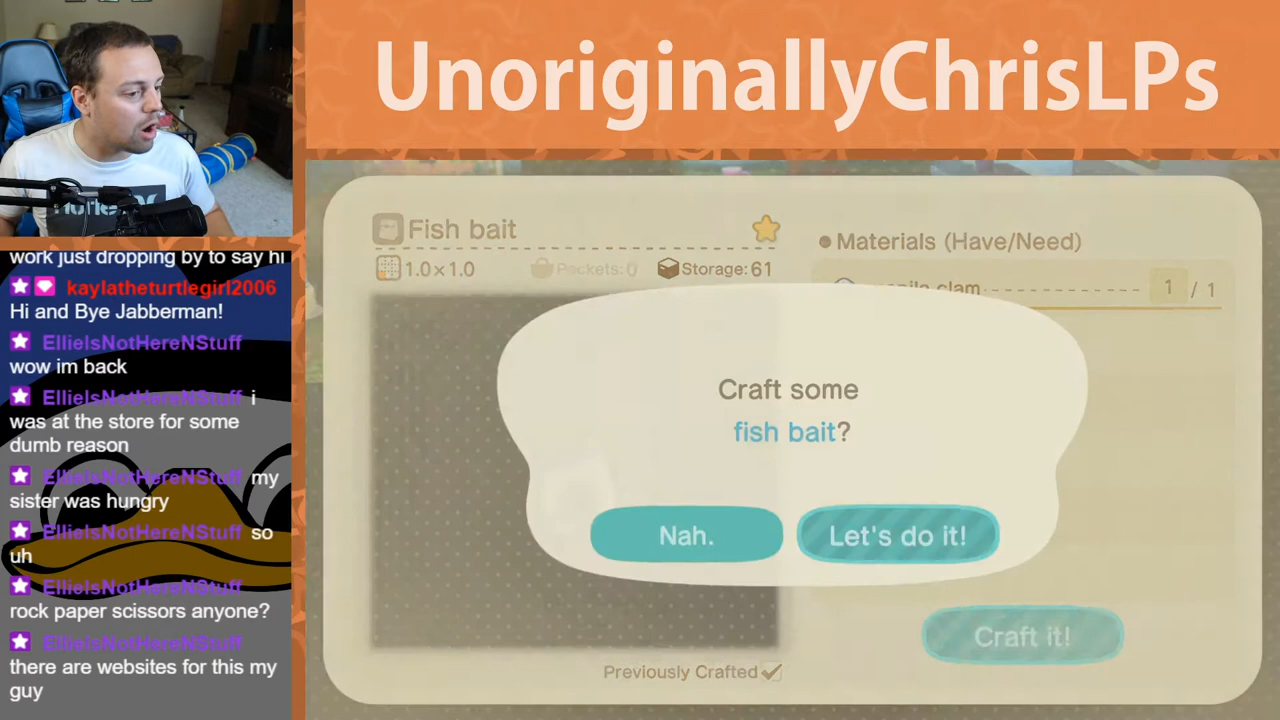 UnoriginallyChrisLPs
work just dropping by to say hi
kaylatheturtlegirl2006
Hi and Bye Jabberman!
EllieIsNotHereNStuff
wow im back
EllieIsNotHereNStuff i
was at the store for some
dumb reason
EllieIsNotHereNStuff my
sister was hungry
EllieIsNotHereNStuff so
uh
EllieIsNotHereNStuff
rock paper scissors anyone?
EllieIsNotHereNStuff
there are websites for this my
guy
Fish bait
1.0×1.0 Pockets:0 Storage:61
Materials (Have/Need)
clam 1 / 1
Craft some
fish bait?
Nah. Let's do it!
Craft it!
Previously Crafted